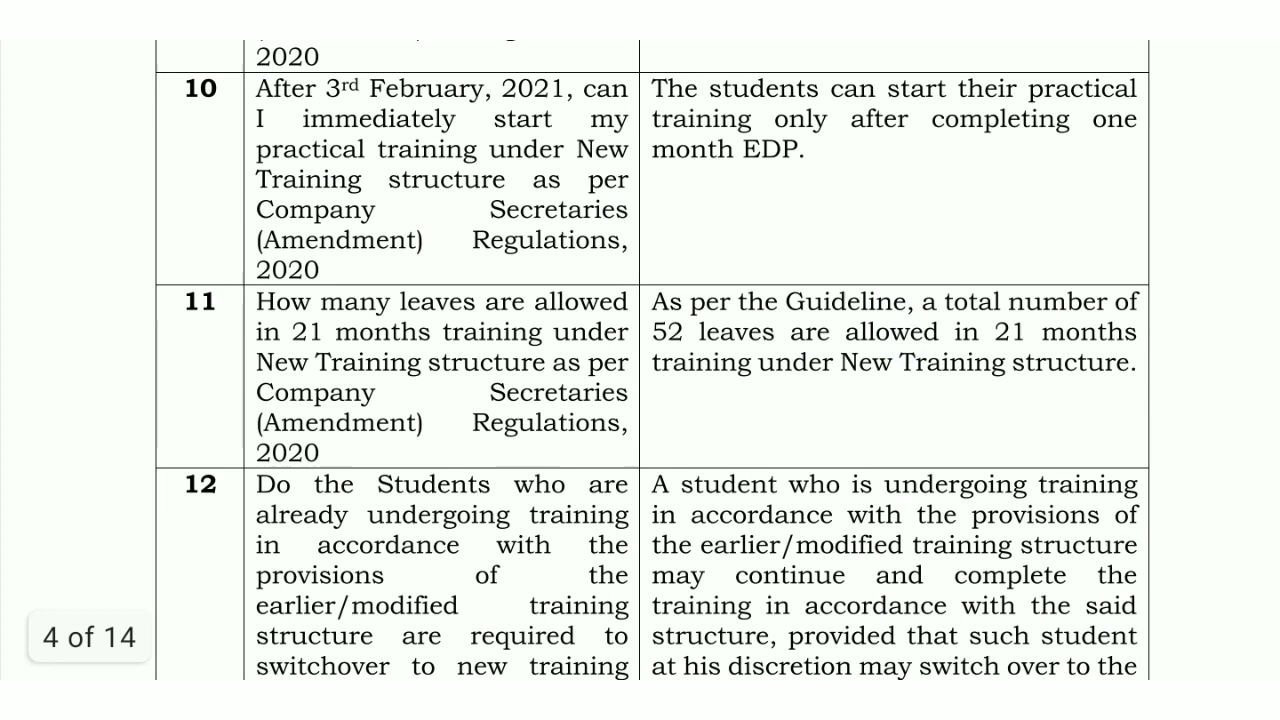 2020
10
After 3rd February, 2021, can
I immediately start my
practical training under New
Training structure as per
Company Secretaries
(Amendment) Regulations,
2020
The students can start their practical
training only after completing one
month EDP.
11
How many leaves are allowed
in 21 months training under
New Training structure as per
Company Secretaries
(Amendment) Regulations,
2020
As per the Guideline, a total number of
52 leaves are allowed in 21 months
training under New Training structure.
12
Do the Students who are
already undergoing training
in accordance with the
provisions of the
earlier/modified training
structure are required to
switchover to new training
A student who is undergoing training
in accordance with the provisions of
the earlier/modified training structure
may continue and complete the
training in accordance with the said
structure, provided that such student
at his discretion may switch over to the
4 of 14